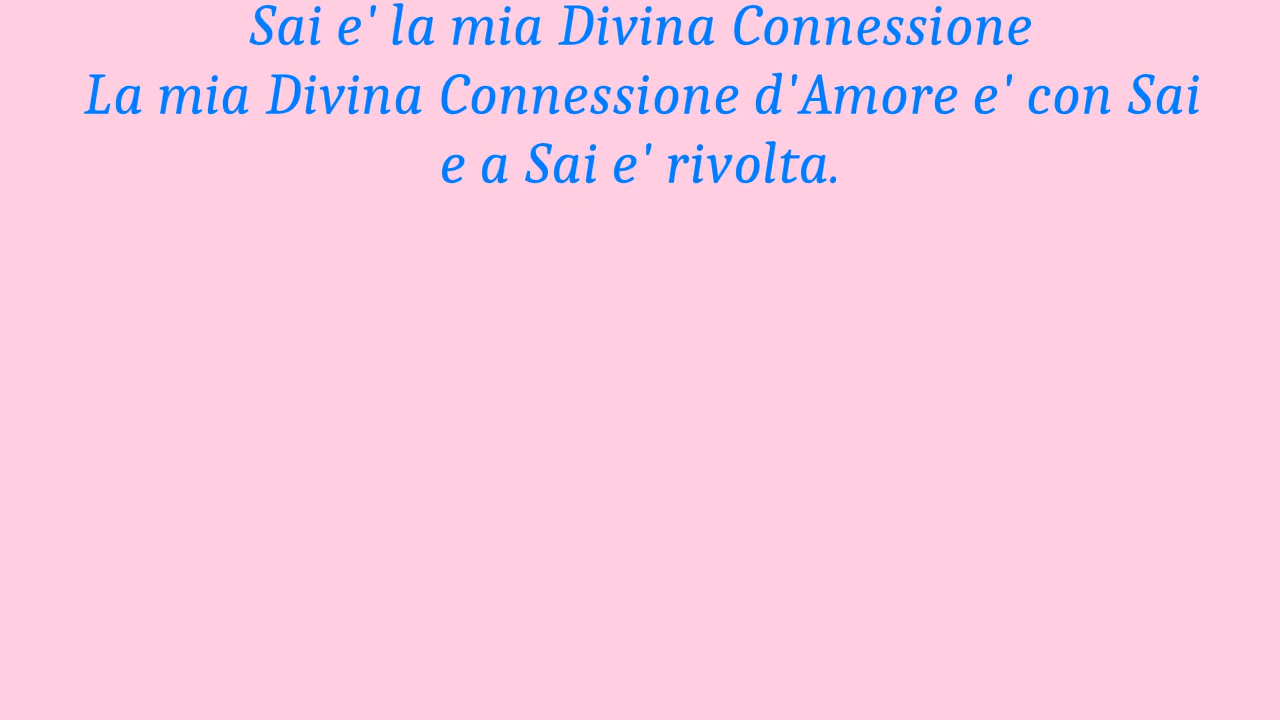 Sai e' la mia Divina Connessione
La mia Divina Connessione d'Amore e' con Sai
e a Sai e' rivolta.